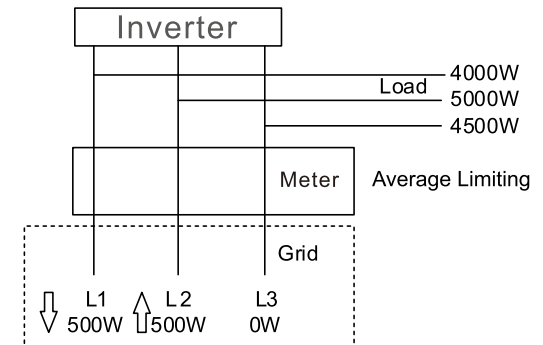 Inverter
4000W
Load
5000W
4500W
Meter
Average Limiting
Grid
L1 L2 L3
500W 500W 0W